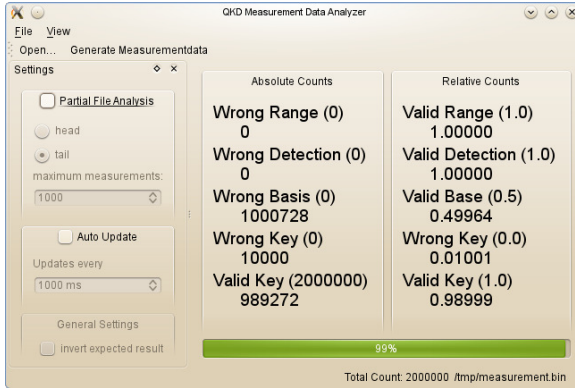 QKD Measurement Data Analyzer
File View
Open... Generate Measurementdata
Settings
Partial File Analysis
head
tail
maximum measurements:
1000
Auto Update
Updates every
1000 ms
General Settings
invert expected result
Absolute Counts
Wrong Range (0)
0
Wrong Detection (0)
0
Wrong Basis (0)
1000728
Wrong Key (0)
10000
Valid Key (2000000)
989272
Relative Counts
Valid Range (1.0)
1.00000
Valid Detection (1.0)
1.00000
Valid Base (0.5)
0.49964
Wrong Key (0.0)
0.01001
Valid Key (1.0)
0.98999
99%
Total Count: 2000000 /tmp/measurement.bin